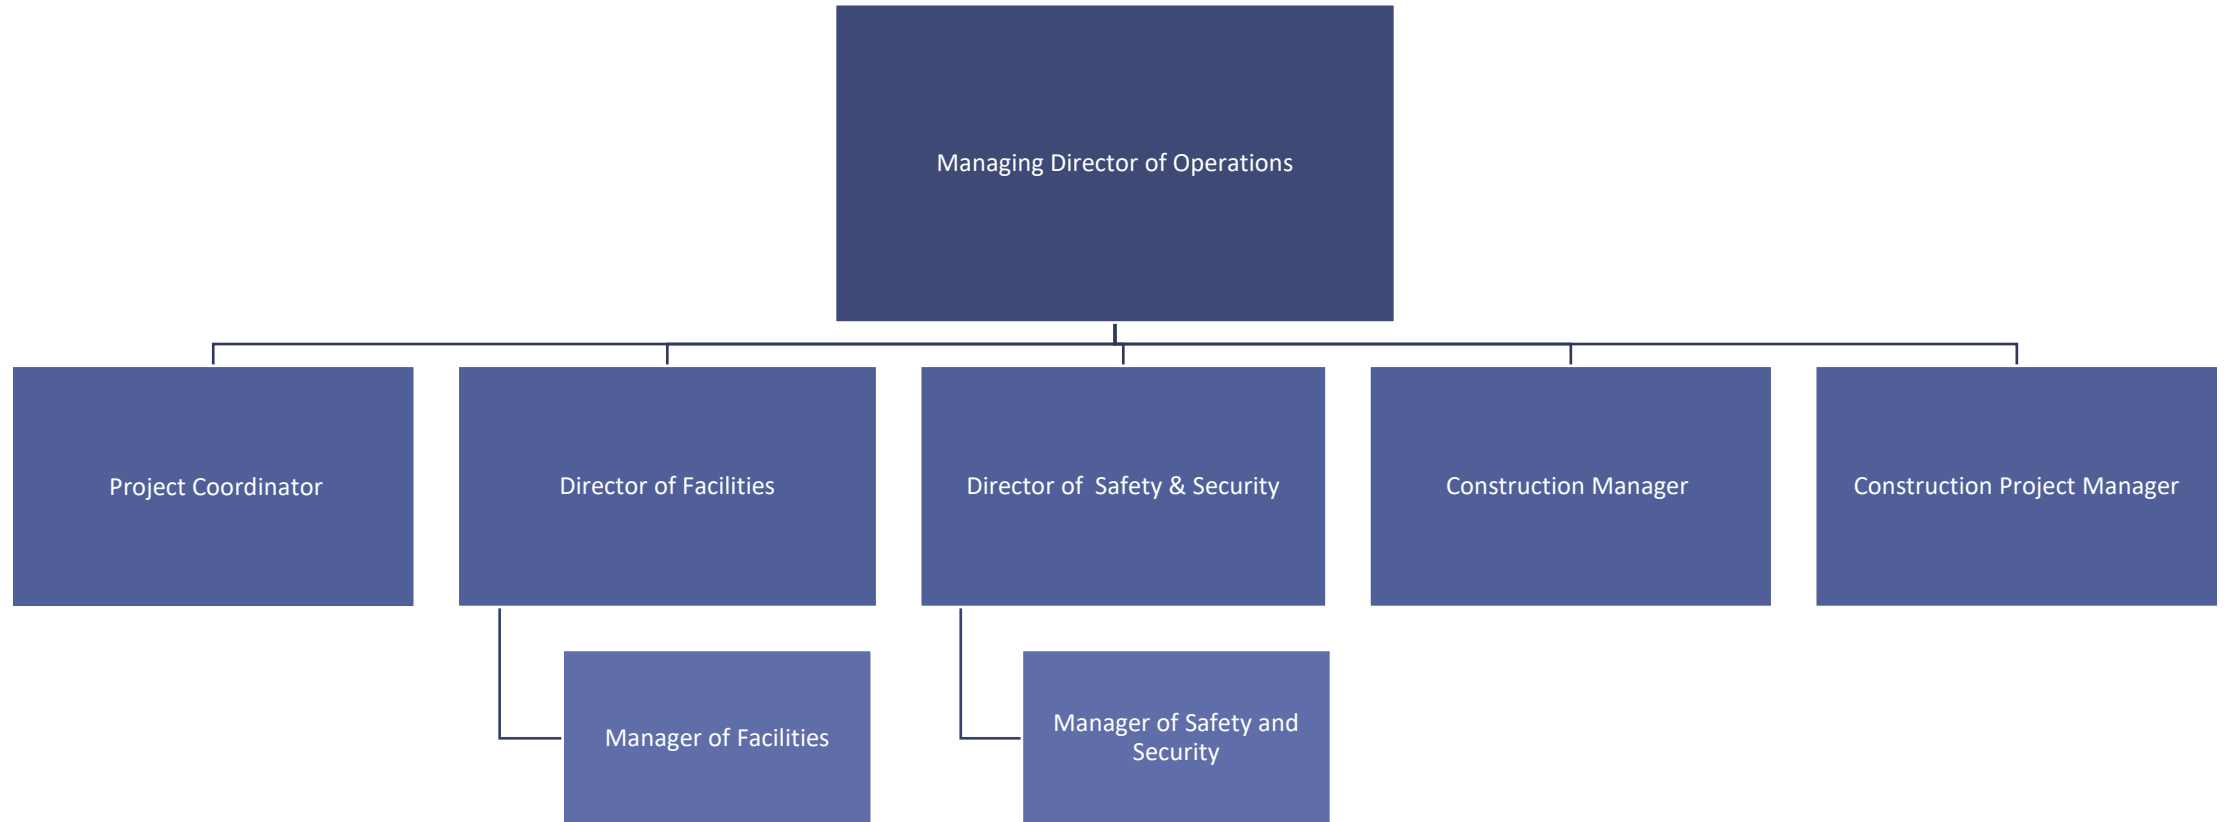 Managing Director of Operations
Project Coordinator
Director of Facilities
Director of  Safety & Security
Construction Manager
Construction Project Manager
Manager of Facilities
Manager of Safety and
Security